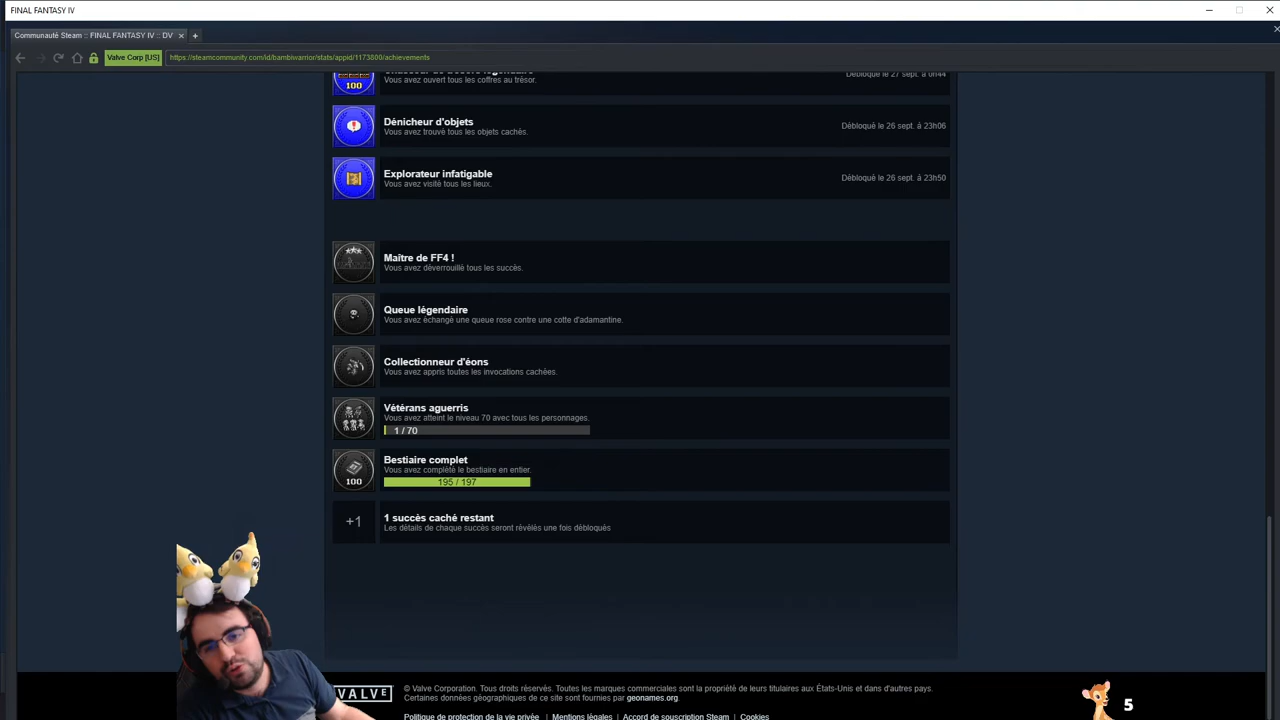 FINAL FANTASY IV
Communauté Steam :: FINAL FANTASY IV :: DV
Valve Corp [US]
https://steamcommunity.com/id/bambiwarrior/stats/appid/1173800/achievements
100
Vous avez ouvert tous les coffres au trésor.
Débloqué le 27 sept. à 0h44
Dénicheur d'objets
Vous avez trouvé tous les objets cachés.
Débloqué le 26 sept. à 23h06
Explorateur infatigable
Vous avez visité tous les lieux.
Débloqué le 26 sept. à 23h50
Maître de FF4 !
Vous avez déverrouillé tous les succès.
Queue légendaire
Vous avez échangé une queue rose contre une cotte d'adamantine.
Collectionneur d'éons
Vous avez appris toutes les invocations cachées.
Vétérans aguerris
Vous avez atteint le niveau 70 avec tous les personnages.
1 / 70
Bestiaire complet
Vous avez complété le bestiaire en entier.
100
195 / 197
+1
1 succès caché restant
Les détails de chaque succès seront révélés une fois débloqués
VALVE
© Valve Corporation. Tous droits réservés. Toutes les marques commerciales sont la propriété de leurs titulaires aux États-Unis et dans d'autres pays.
Certaines données géographiques de ce site sont fournies par geonames.org.
Politique de protection de la vie privée | Mentions légales | Accord de souscription Steam | Cookies
5